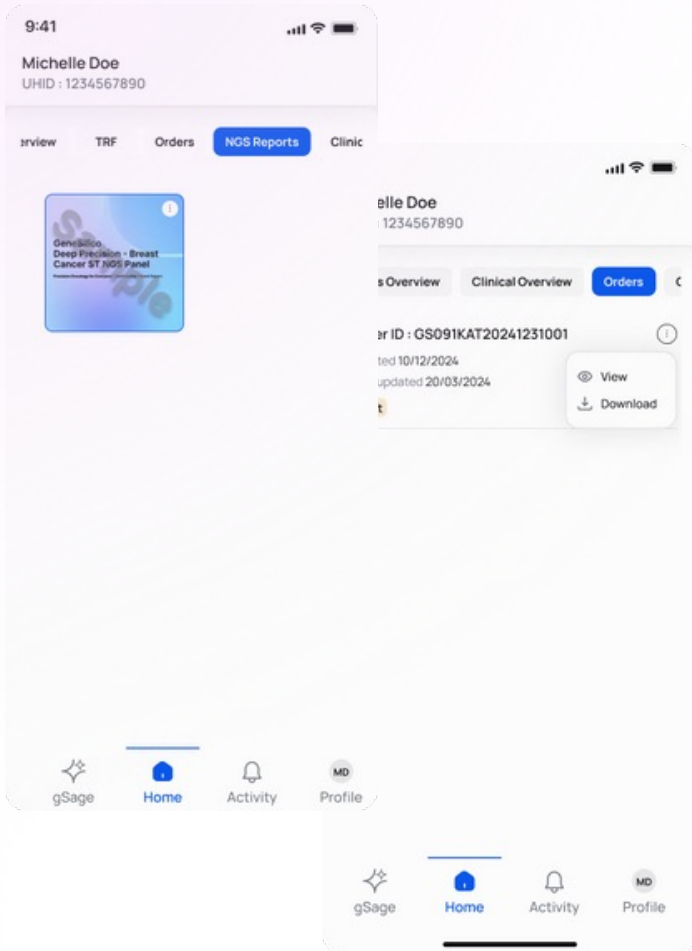 9:41
Michelle Doe
UHID : 1234567890
erview TRF Orders NGS Reports Clinic
Sample
GeneSilico
Deep Precision - Breast
Cancer ST NGS Panel
gSage Home Activity MD Profile
elle Doe
1234567890
s Overview Clinical Overview Orders
er ID : GS091KAT20241231001
ted 10/12/2024
updated 20/03/2024
t
View
Download
gSage Home Activity MD Profile